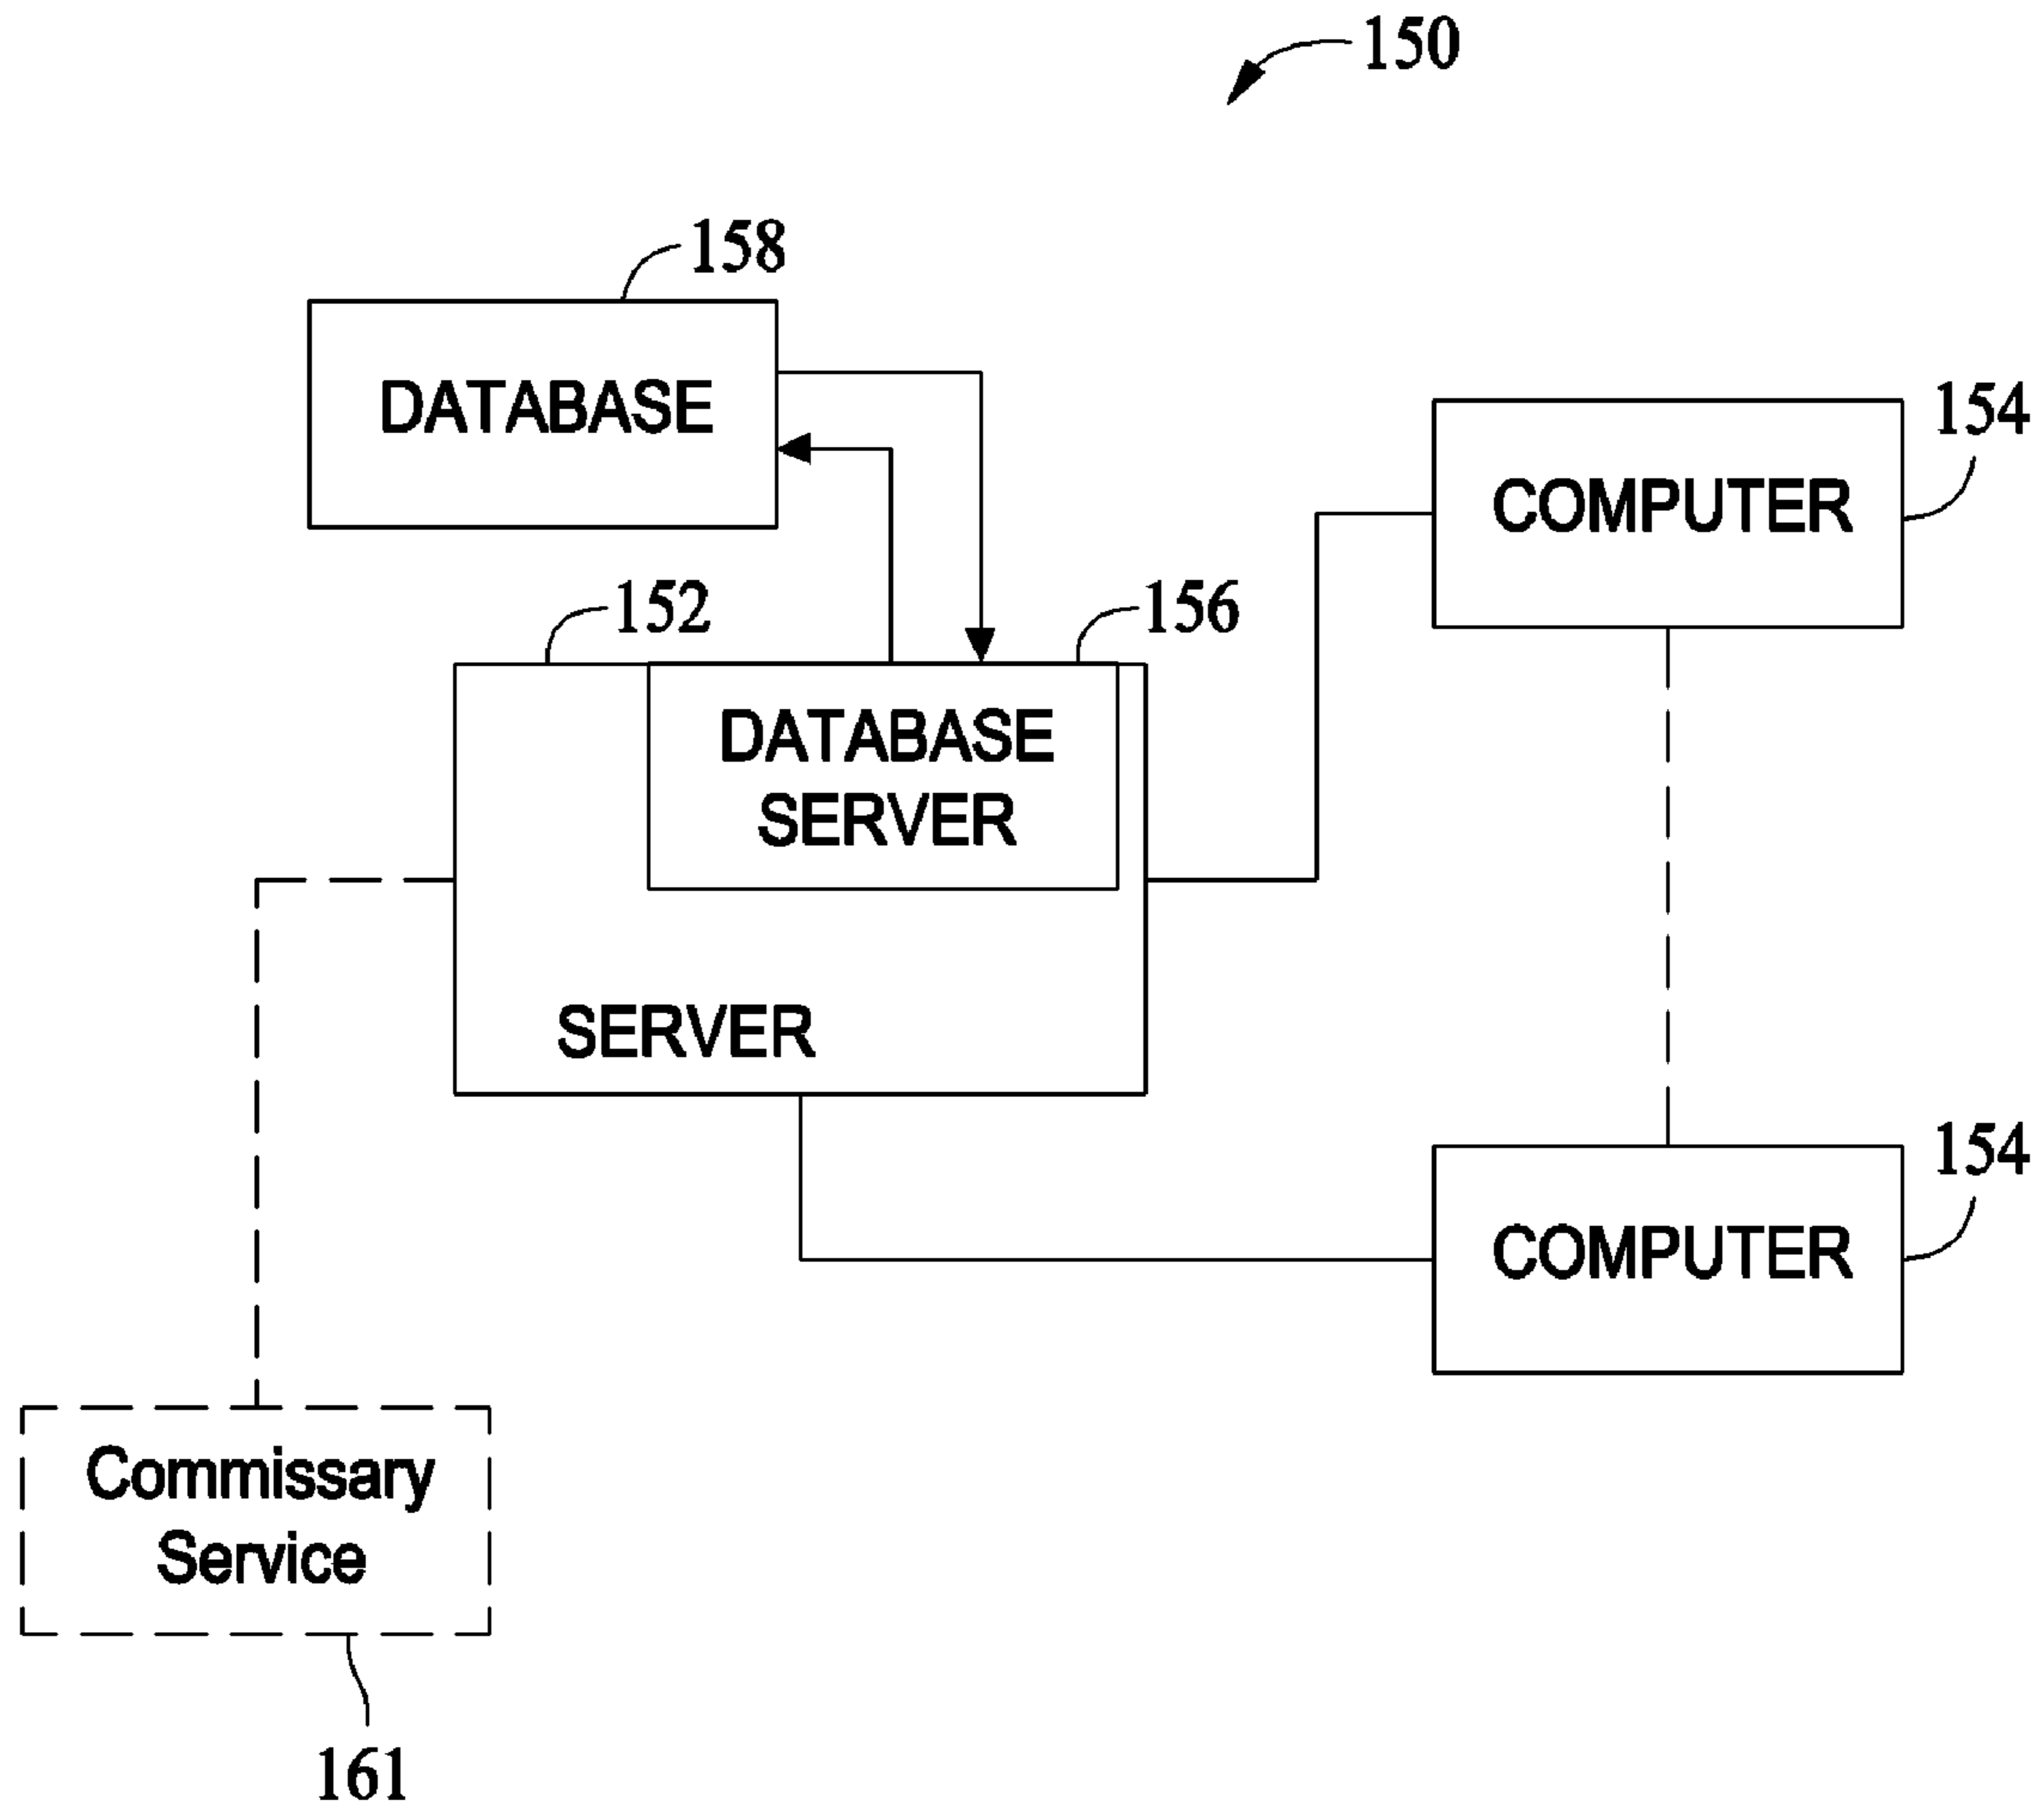 150
158
DATABASE
154
COMPUTER
152
156
DATABASE
SERVER
SERVER
154
COMPUTER
Commissary
Service
161